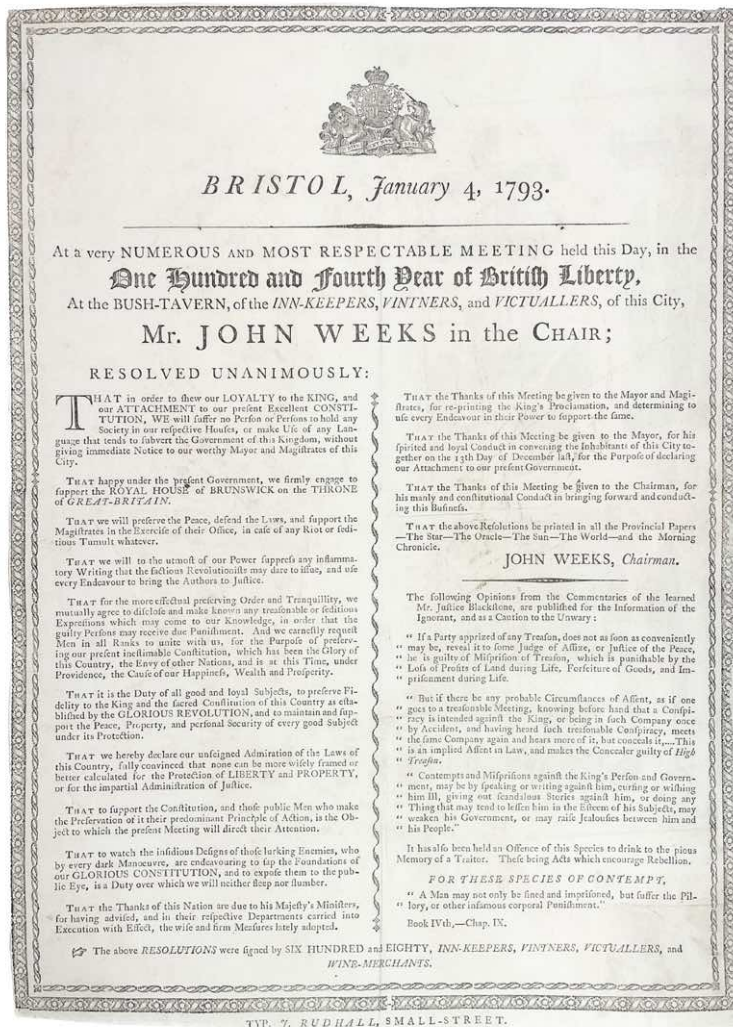 BRISTOL, January 4, 1793.
At a very NUMEROUS AND MOST RESPECTABLE MEETING held this Day, in the
One Hundred and Fourth Year of British Liberty,
At the BUSH-TAVERN, of the INN-KEEPERS, VINTNERS, and VICTUALLERS, of this City,
Mr. JOHN WEEKS in the CHAIR;
RESOLVED UNANIMOUSLY:
THAT in order to ſhew our LOYALTY to the KING, and
our ATTACHMENT to our preſent Excellent CONSTI-
TUTION, WE will ſuffer no Perſon or Perſons to hold any
Society in our reſpective Houſes, or make Uſe of any Lan-
guage that tends to ſubvert the Government of this Kingdom, without
giving immediate Notice to our worthy Mayor and Magiſtrates of this
City.
THAT happy under the preſent Government, we firmly engage to
ſupport the ROYAL HOUSE of BRUNSWICK on the THRONE
of GREAT-BRITAIN.
THAT we will preſerve the Peace, defend the Laws, and ſupport the
Magiſtrates in the Exerciſe of their Office, in caſe of any Riot or ſedi-
tious Tumult whatever.
THAT we will to the utmoſt of our Power ſuppreſs any inflamma-
tory Writing that the factious Revolutioniſts may dare to iſſue, and uſe
every Endeavour to bring the Authors to Juſtice.
THAT for the more effectual preſerving Order and Tranquillity, we
mutually agree to diſcloſe and make known any treaſonable or ſeditious
Expreſſions which may come to our Knowledge, in order that the
guilty Perſons may receive due Puniſhment. And we earneſtly requeſt
Men in all Ranks to unite with us, for the Purpoſe of preſerv-
ing our preſent ineſtimable Conſtitution, which has been the Glory of
this Country, the Envy of other Nations, and is at this Time, under
Providence, the Cauſe of our Happineſs, Wealth and Proſperity.
THAT it is the Duty of all good and loyal Subjects, to preſerve Fi-
delity to the King and the ſacred Conſtitution of this Country as eſta-
bliſhed by the GLORIOUS REVOLUTION, and to maintain and ſup-
port the Peace, Property, and perſonal Security of every good Subject
under its Protection.
THAT we hereby declare our unfeigned Admiration of the Laws of
this Country, fully convinced that none can be more wiſely framed or
better calculated for the Protection of LIBERTY and PROPERTY,
or for the impartial Adminiſtration of Juſtice.
THAT to ſupport the Conſtitution, and thoſe public Men who make
the Preſervation of it their predominant Principle of Action, is the Ob-
ject to which the preſent Meeting will direct their Attention.
THAT to watch the inſidious Deſigns of thoſe lurking Enemies, who
by every dark Manœuvre, are endeavouring to ſap the Foundations of
our GLORIOUS CONSTITUTION, and to expoſe them to the pub-
lic Eye, is a Duty over which we will neither ſleep nor ſlumber.
THAT the Thanks of this Nation are due to his Majeſty's Miniſters,
for having adviſed, and in their reſpective Departments carried into
Execution with Effect, the wiſe and firm Meaſures lately adopted.
THAT the Thanks of this Meeting be given to the Mayor and Magi-
ſtrates, for re-printing the King's Proclamation, and determining to
uſe every Endeavour in their Power to ſupport the ſame.
THAT the Thanks of this Meeting be given to the Mayor, for his
ſpirited and loyal Conduct in convening the Inhabitants of this City to-
gether on the 13th Day of December laſt, for the Purpoſe of declaring
our Attachment to our preſent Government.
THAT the Thanks of this Meeting be given to the Chairman, for
his manly and conſtitutional Conduct in bringing forward and conduct-
ing this Buſineſs.
THAT the above Reſolutions be printed in all the Provincial Papers
—The Star—The Oracle—The Sun—The World—and the Morning
Chronicle.
JOHN WEEKS, Chairman.
The following Opinions from the Commentaries of the learned
Mr. Juſtice Blackſtone, are publiſhed for the Information of the
Ignorant, and as a Caution to the Unwary:
" If a Party apprized of any Treaſon, does not as ſoon as conveniently
" may be, reveal it to ſome Judge of Aſſize, or Juſtice of the Peace,
" he is guilty of Miſpriſion of Treaſon, which is puniſhable by the
" Loſs of Profits of Land during Life, Forfeiture of Goods, and Im-
" priſonment during Life.
" But if there be any probable Circumſtances of Aſſent, as if one
" goes to a treaſonable Meeting, knowing before hand that a Conſpi-
" racy is intended againſt the King, or being in ſuch Company once
" by Accident, and having heard ſuch treaſonable Conſpiracy, meets
" the ſame Company again and hears more of it, but conceals it,....This
" is an implied Aſſent in Law, and makes the Concealer guilty of High
" Treaſon.
" Contempts and Miſpriſions againſt the King's Perſon and Govern-
" ment, may be by ſpeaking or writing againſt him, curſing or wiſhing
" him Ill, giving out ſcandalous Stories againſt him, or doing any
" Thing that may tend to leſſen him in the Eſteem of his Subjects, may
" weaken his Government, or may raiſe Jealouſies between him and
" his People."
It has alſo been held an Offence of this Species to drink to the pious
Memory of a Traitor. Theſe being Acts which encourage Rebellion.
FOR THESE SPECIES OF CONTEMPT,
" A Man may not only be fined and impriſoned, but ſuffer the Pil-
" lory, or other infamous corporal Puniſhment."
Book IVth,—Chap. IX.
☞ The above RESOLUTIONS were ſigned by SIX HUNDRED and EIGHTY, INN-KEEPERS, VINTNERS, VICTUALLERS, and
WINE-MERCHANTS.
TYP. J. RUDHALL, SMALL-STREET.